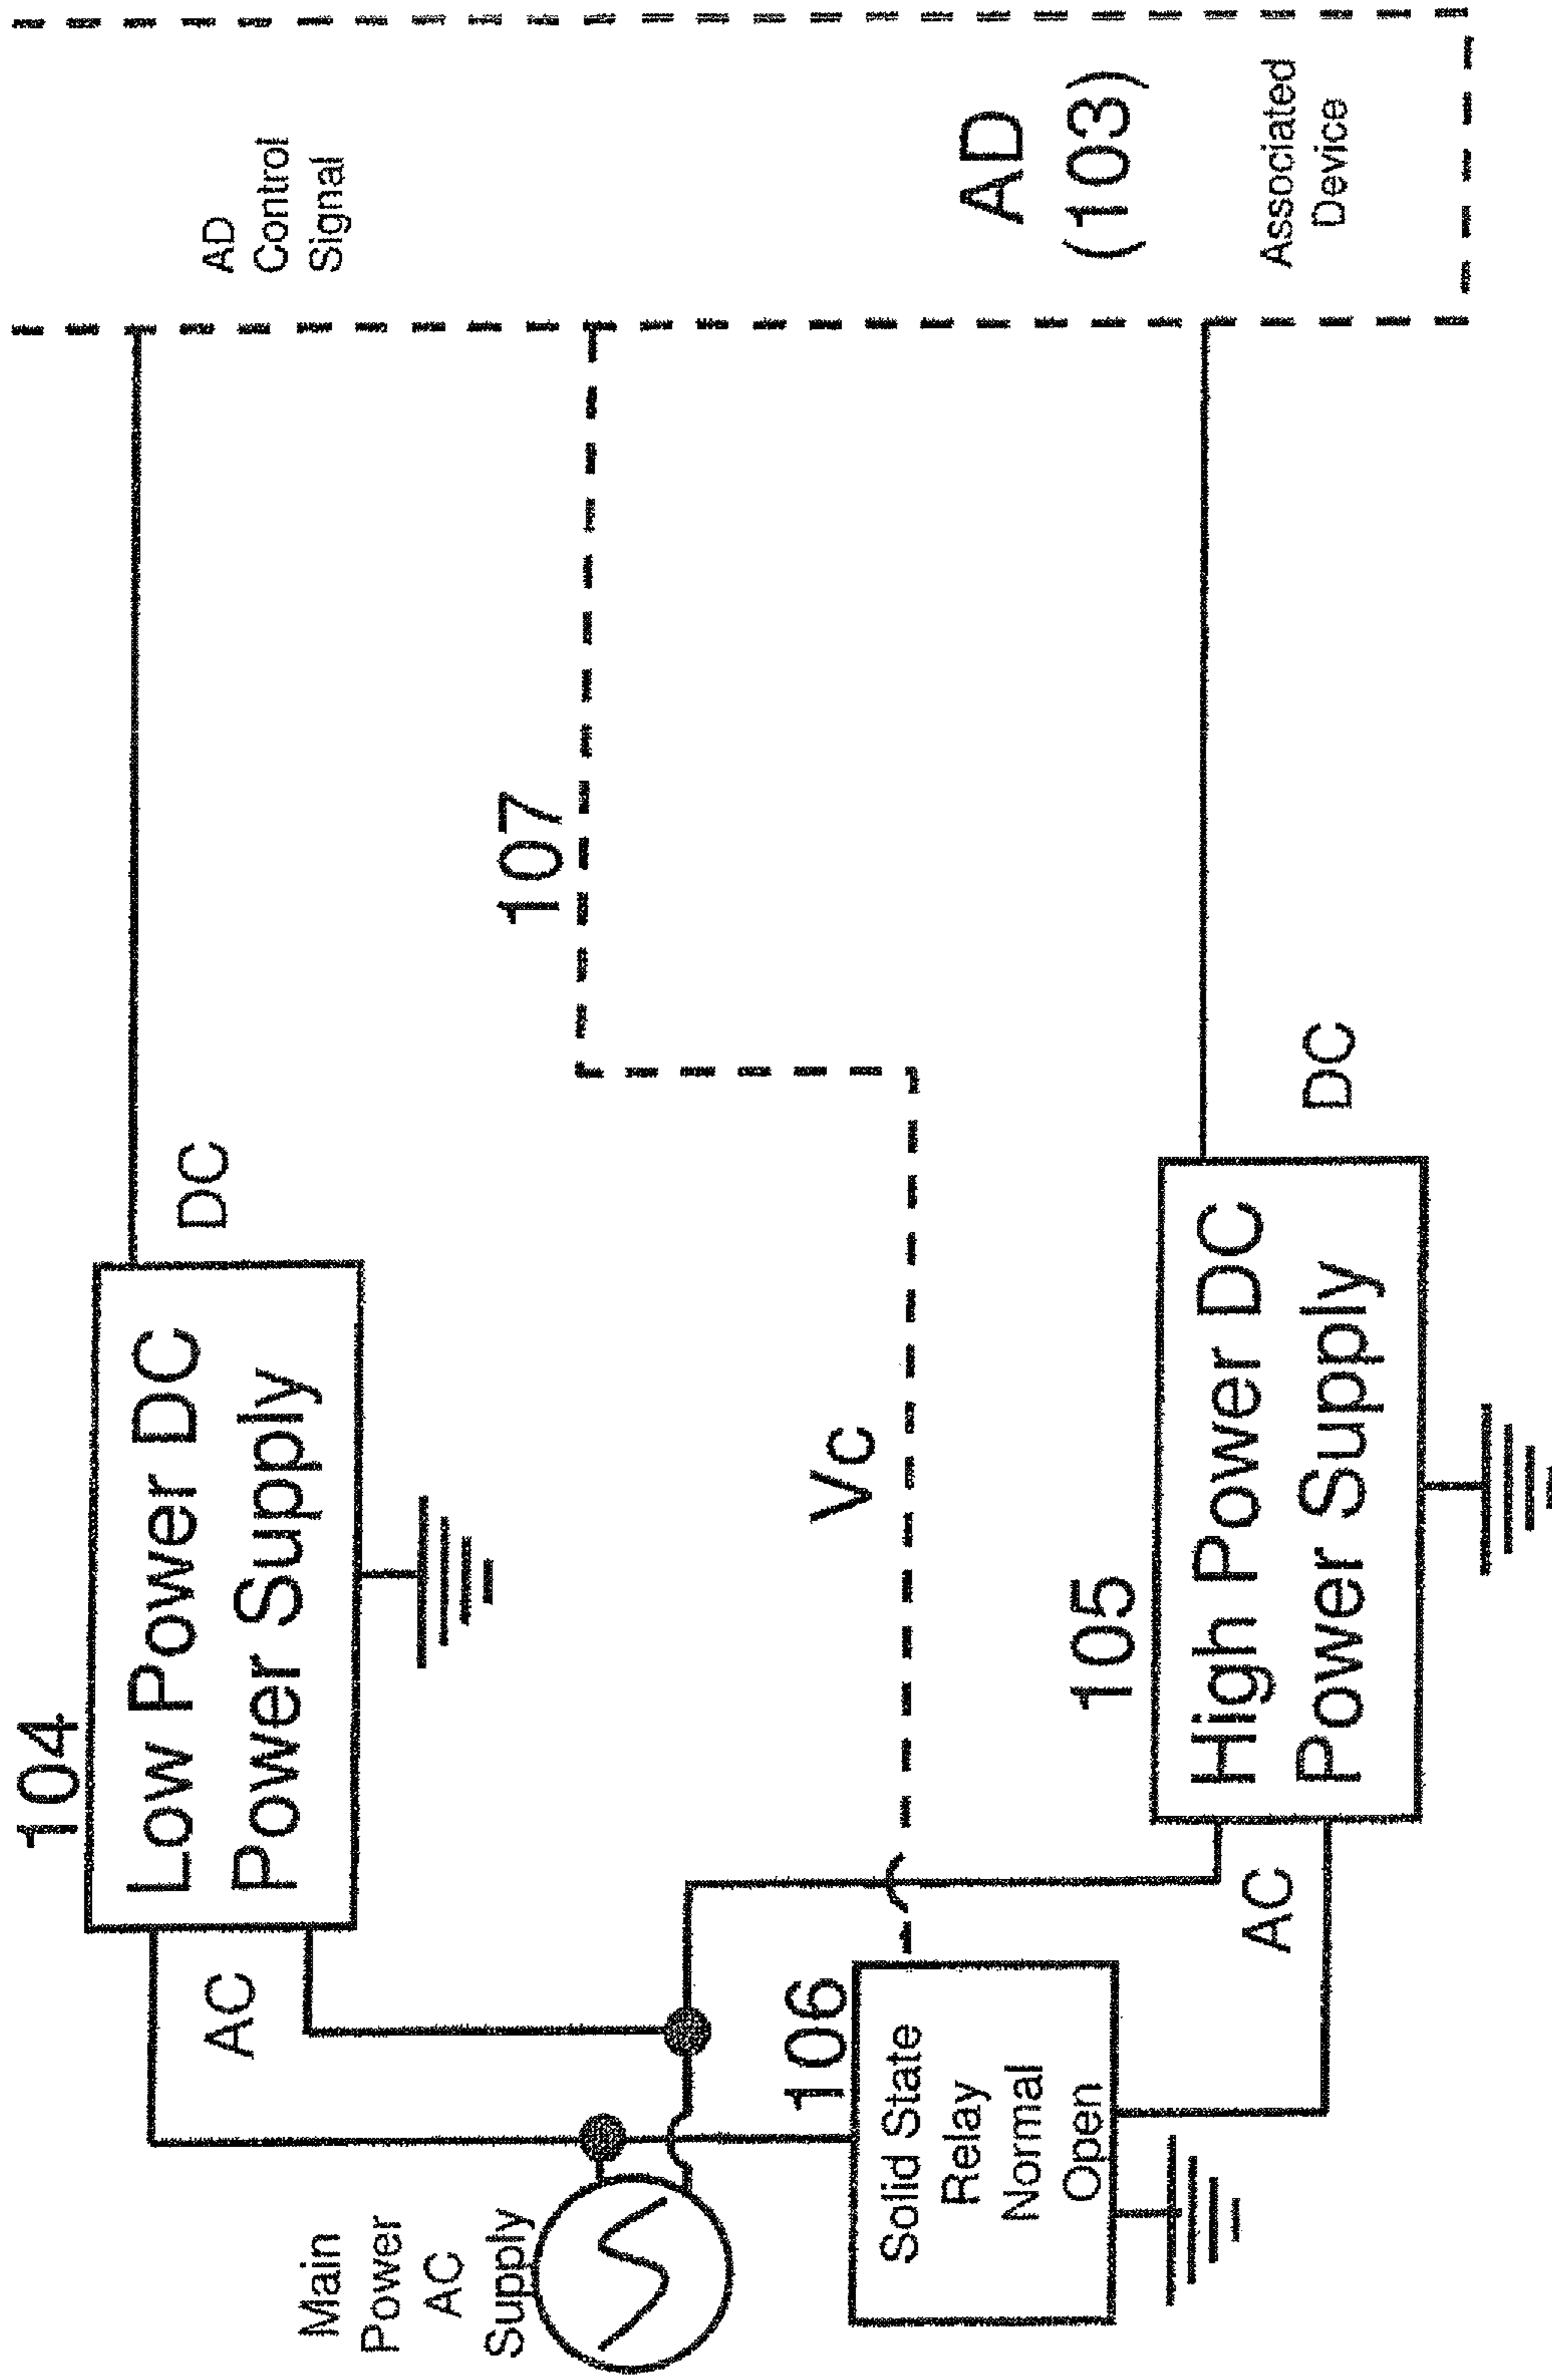 104
Low Power DC
Power Supply
DC
AC
AD
Control
Signal
Main
Power
AC
Supply
107
Vc
106
Solid State
Relay
Normal
Open
105
High Power DC
Power Supply
AC
DC
AD
(103)
Associated
Device